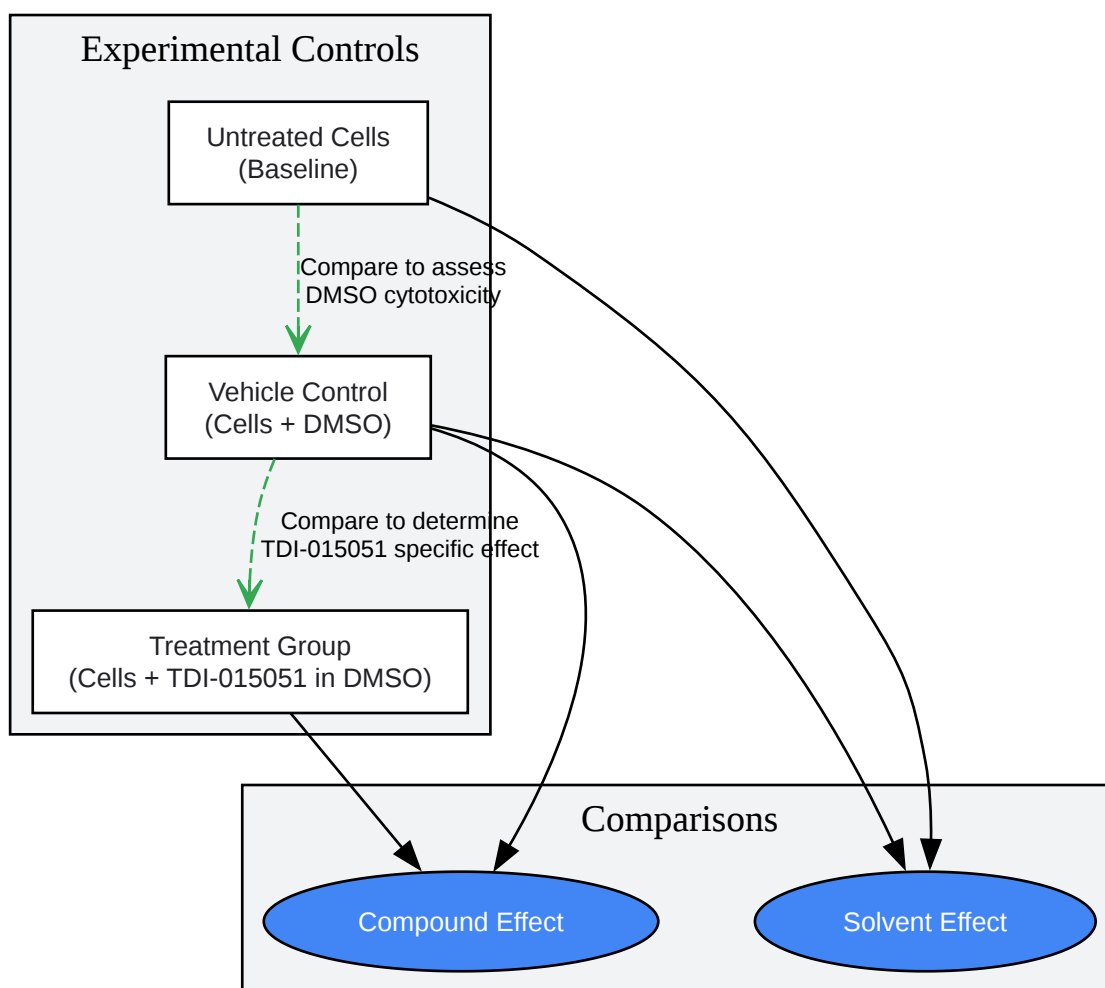 Experimental Controls
Untreated Cells
(Baseline)
Compare to assess
DMSO cytotoxicity
Vehicle Control
(Cells + DMSO)
Compare to determine
TDI-015051 specific effect
Treatment Group
(Cells + TDI-015051 in DMSO)
Comparisons
Compound Effect
Solvent Effect